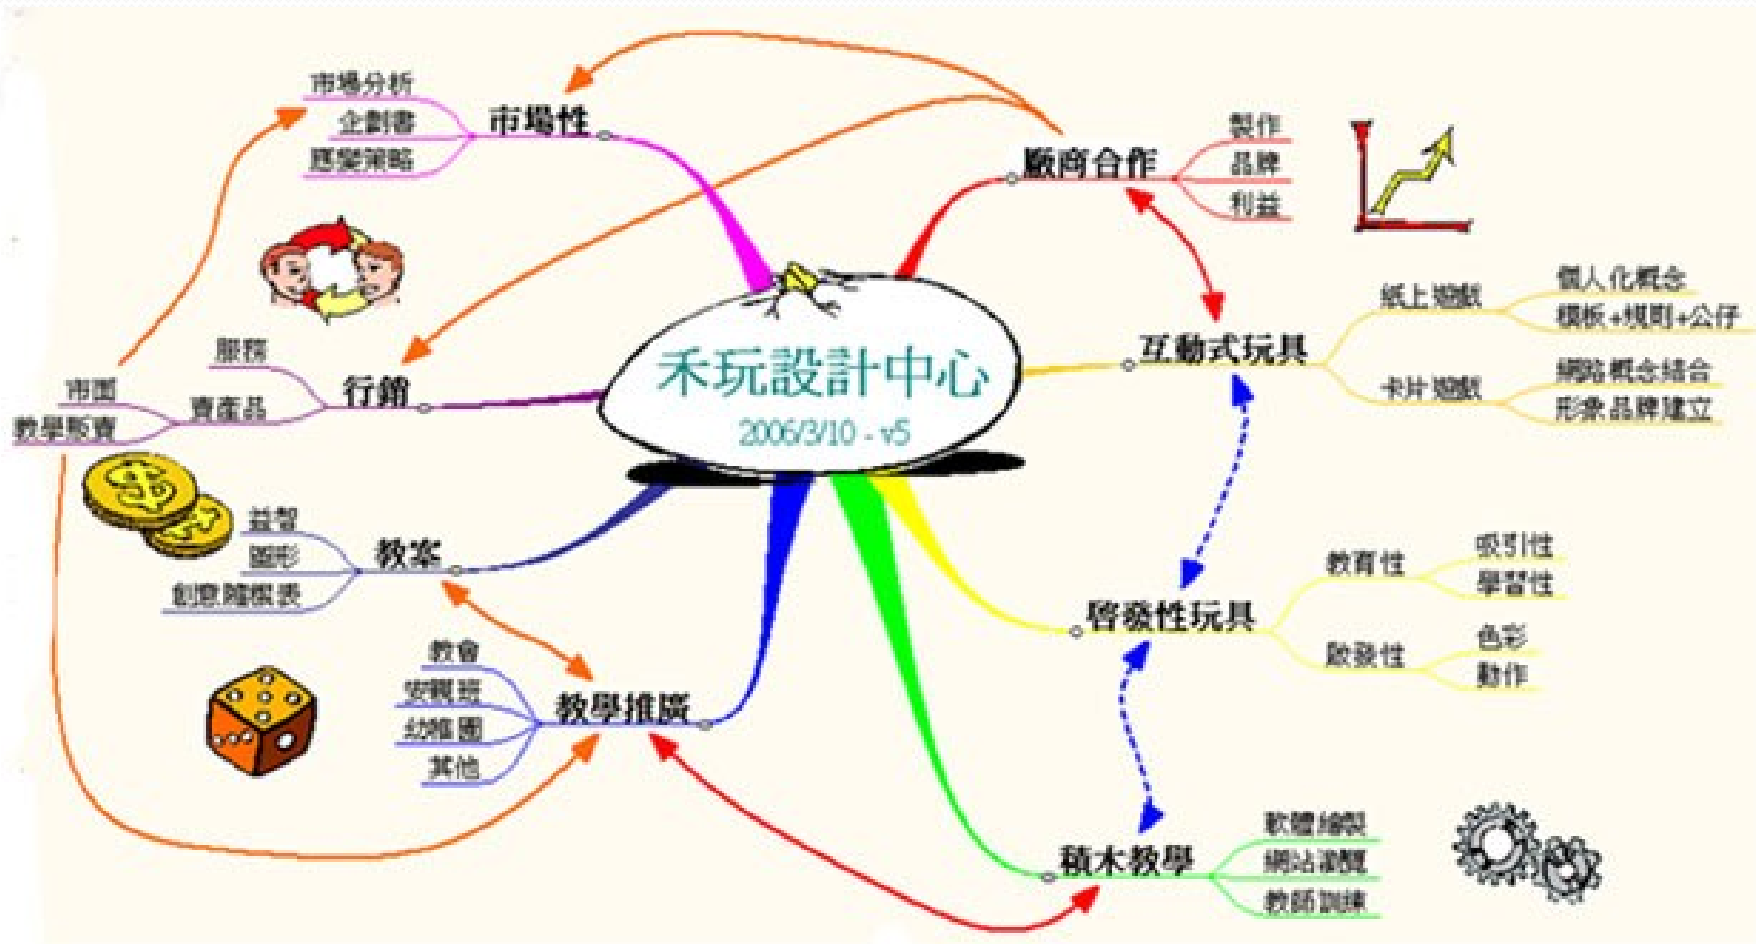 禾玩設計中心
2006/3/10 - v5
廠商合作
製作
品牌
利益
互動式玩具
紙上遊戲
個人化概念
模板+規則+公仔
卡片遊戲
網路概念結合
形象品牌建立
啓發性玩具
教育性
吸引性
學習性
啟發性
色彩
動作
積木教學
軟體繪製
網站瀏覽
教師訓練
教學推廣
教會
安親班
幼稚園
其他
教案
益智
圖形
創意隨機表
行銷
服務
賣產品
市面
教學販賣
市場性
市場分析
企劃書
應變策略